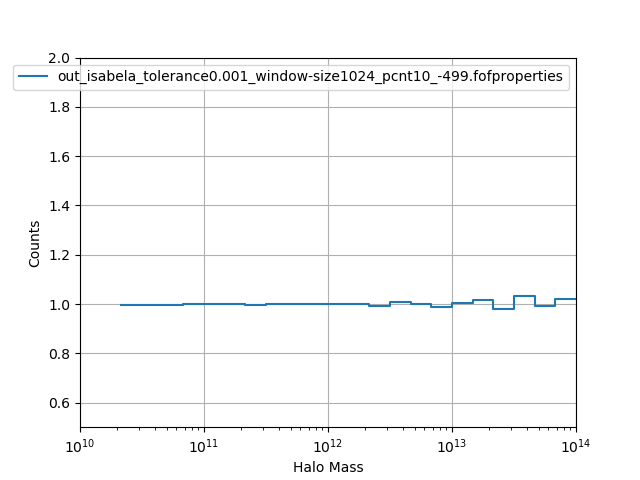 out_isabela_tolerance0.001_window-size1024_pcnt10_-499.fofproperties
2.0
1.8
1.6
1.4
1.2
1.0
0.8
0.6
Counts
10^10 10^11 10^12 10^13 10^14
Halo Mass